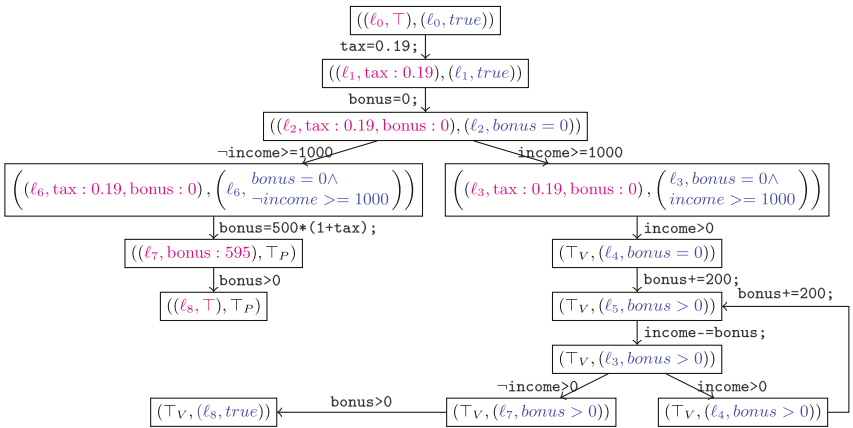 ((ℓ₀, ⊤), (ℓ₀, true))
tax=0.19;
((ℓ₁, tax : 0.19), (ℓ₁, true))
bonus=0;
((ℓ₂, tax : 0.19, bonus : 0), (ℓ₂, bonus = 0))
¬income>=1000
income>=1000
((ℓ₆, tax : 0.19, bonus : 0), (ℓ₆, bonus = 0∧
¬income >= 1000))
((ℓ₃, tax : 0.19, bonus : 0), (ℓ₃, bonus = 0∧
income >= 1000))
bonus=500*(1+tax);
income>0
((ℓ₇, bonus : 595), ⊤_P)
(⊤_V, (ℓ₄, bonus = 0))
bonus>0
bonus+=200;
bonus+=200;
((ℓ₈, ⊤), ⊤_P)
(⊤_V, (ℓ₅, bonus > 0))
income-=bonus;
(⊤_V, (ℓ₃, bonus > 0))
¬income>0
income>0
bonus>0
(⊤_V, (ℓ₈, true))
(⊤_V, (ℓ₇, bonus > 0))
(⊤_V, (ℓ₄, bonus > 0))